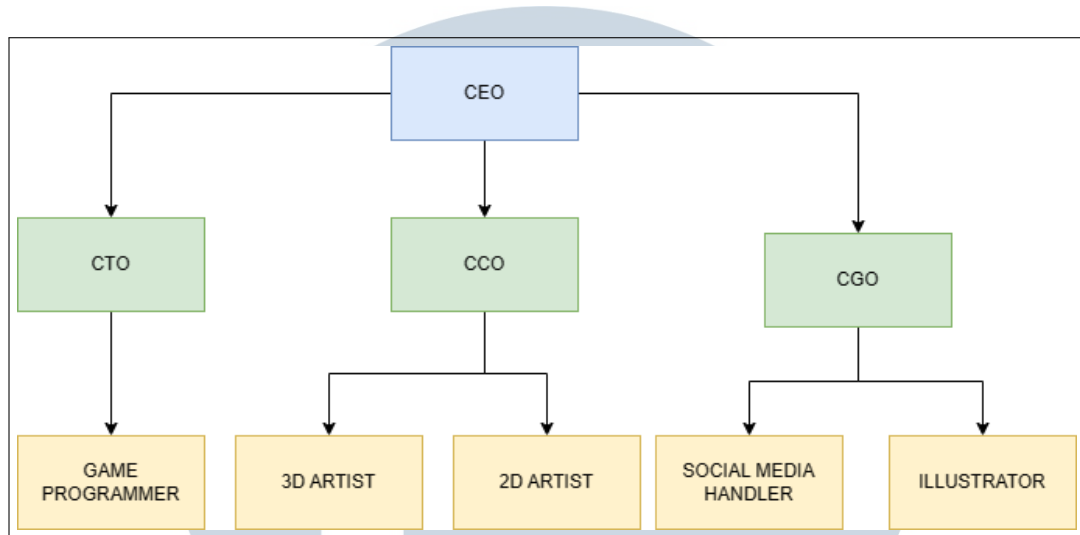 CEO
CTO
CCO
CGO
GAME
PROGRAMMER
3D ARTIST
2D ARTIST
SOCIAL MEDIA
HANDLER
ILLUSTRATOR